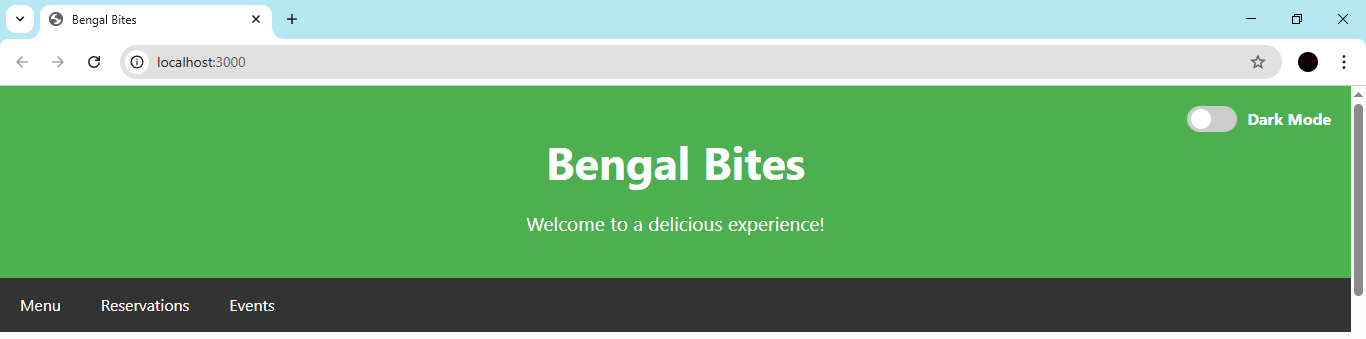 Bengal Bites
localhost:3000
Dark Mode
Bengal Bites
Welcome to a delicious experience!
Menu Reservations Events